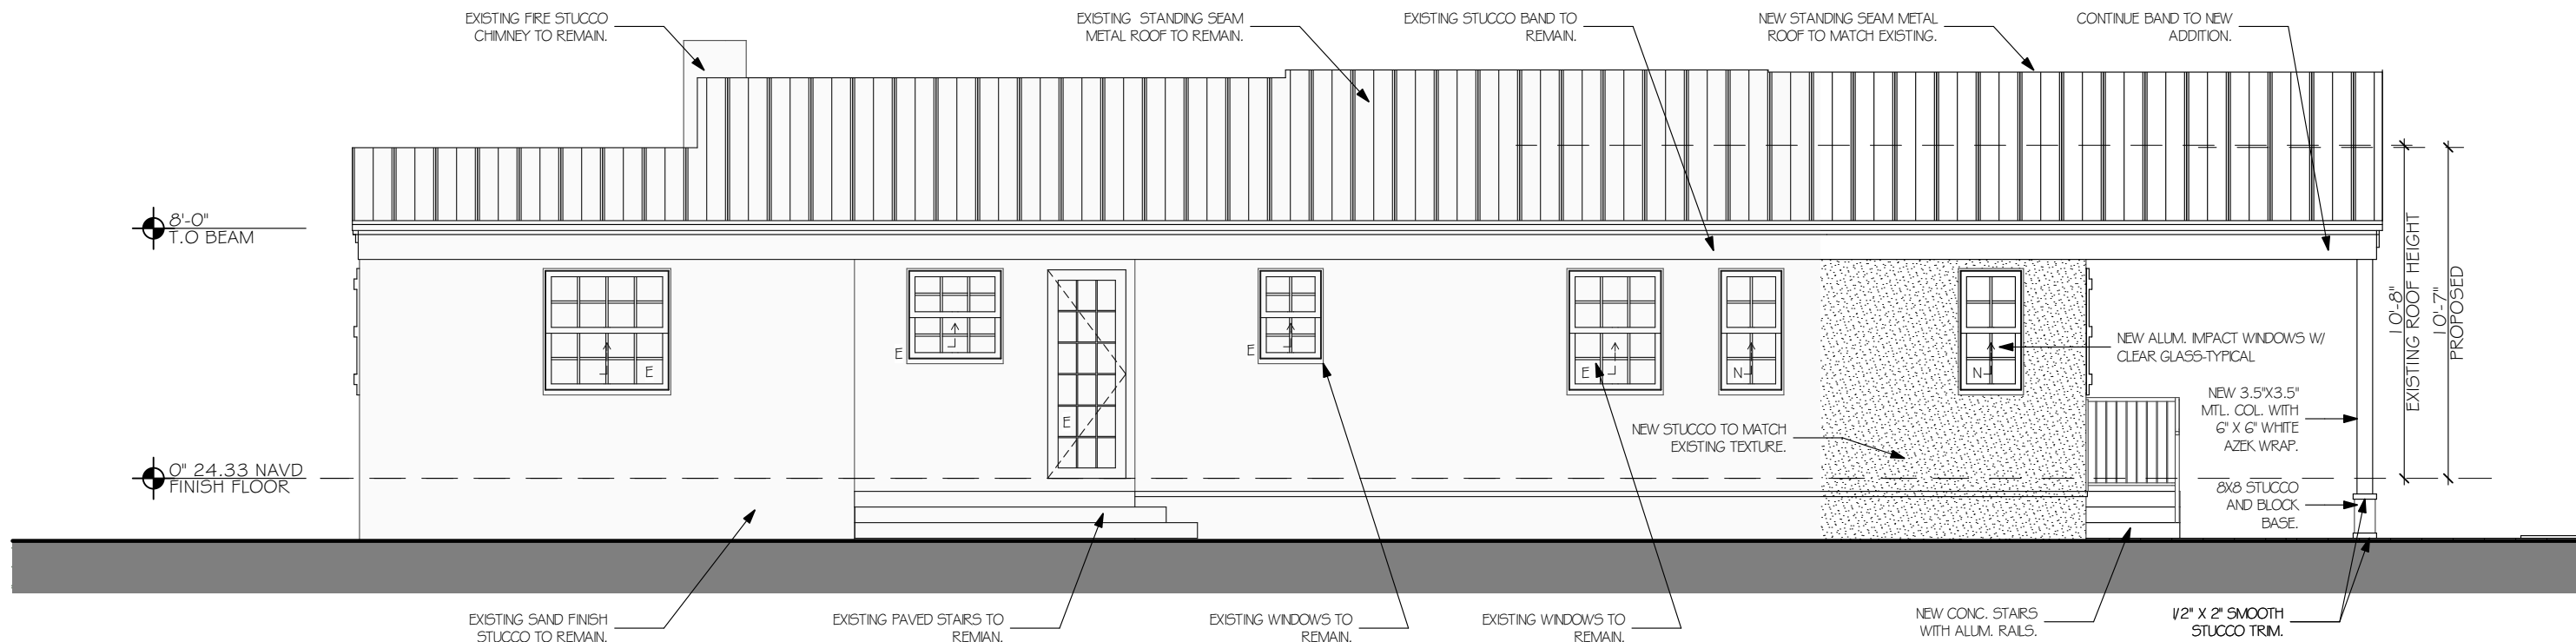 EXISTING FIRE STUCCO
CHIMNEY TO REMAIN.
EXISTING STANDING SEAM
METAL ROOF TO REMAIN.
EXISTING STUCCO BAND TO
REMAIN.
NEW STANDING SEAM METAL
ROOF TO MATCH EXISTING.
CONTINUE BAND TO NEW
ADDITION.
8'-0"
T.O BEAM
10'-8"
EXISTING ROOF HEIGHT
10'-7"
PROPOSED
E
E
E
E
E
N
N
NEW ALUM. IMPACT WINDOWS W/
CLEAR GLASS-TYPICAL
NEW 3.5"X3.5"
MTL. COL. WITH
6" X 6" WHITE
AZEK WRAP.
NEW STUCCO TO MATCH
EXISTING TEXTURE.
0" 24.33 NAVD
FINISH FLOOR
8X8 STUCCO
AND BLOCK
BASE.
EXISTING SAND FINISH
STUCCO TO REMAIN.
EXISTING PAVED STAIRS TO
REMIAN.
EXISTING WINDOWS TO
REMAIN.
EXISTING WINDOWS TO
REMAIN.
NEW CONC. STAIRS
WITH ALUM. RAILS.
1/2" X 2" SMOOTH
STUCCO TRIM.